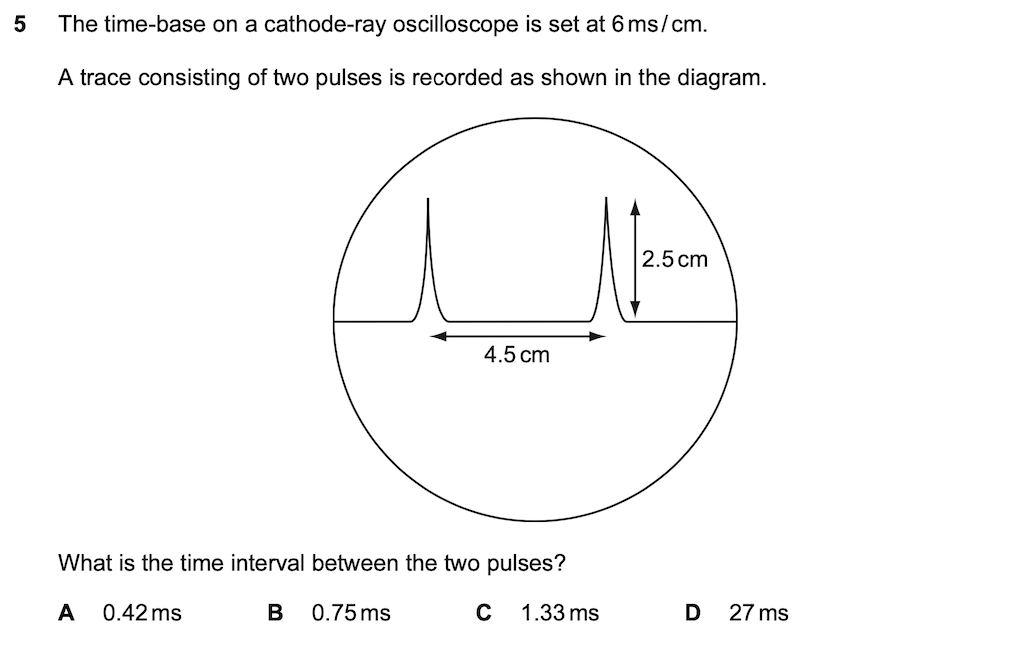 5 The time-base on a cathode-ray oscilloscope is set at 6 ms / cm.
A trace consisting of two pulses is recorded as shown in the diagram.
2.5 cm
4.5 cm
What is the time interval between the two pulses?
A 0.42 ms B 0.75 ms C 1.33 ms D 27 ms